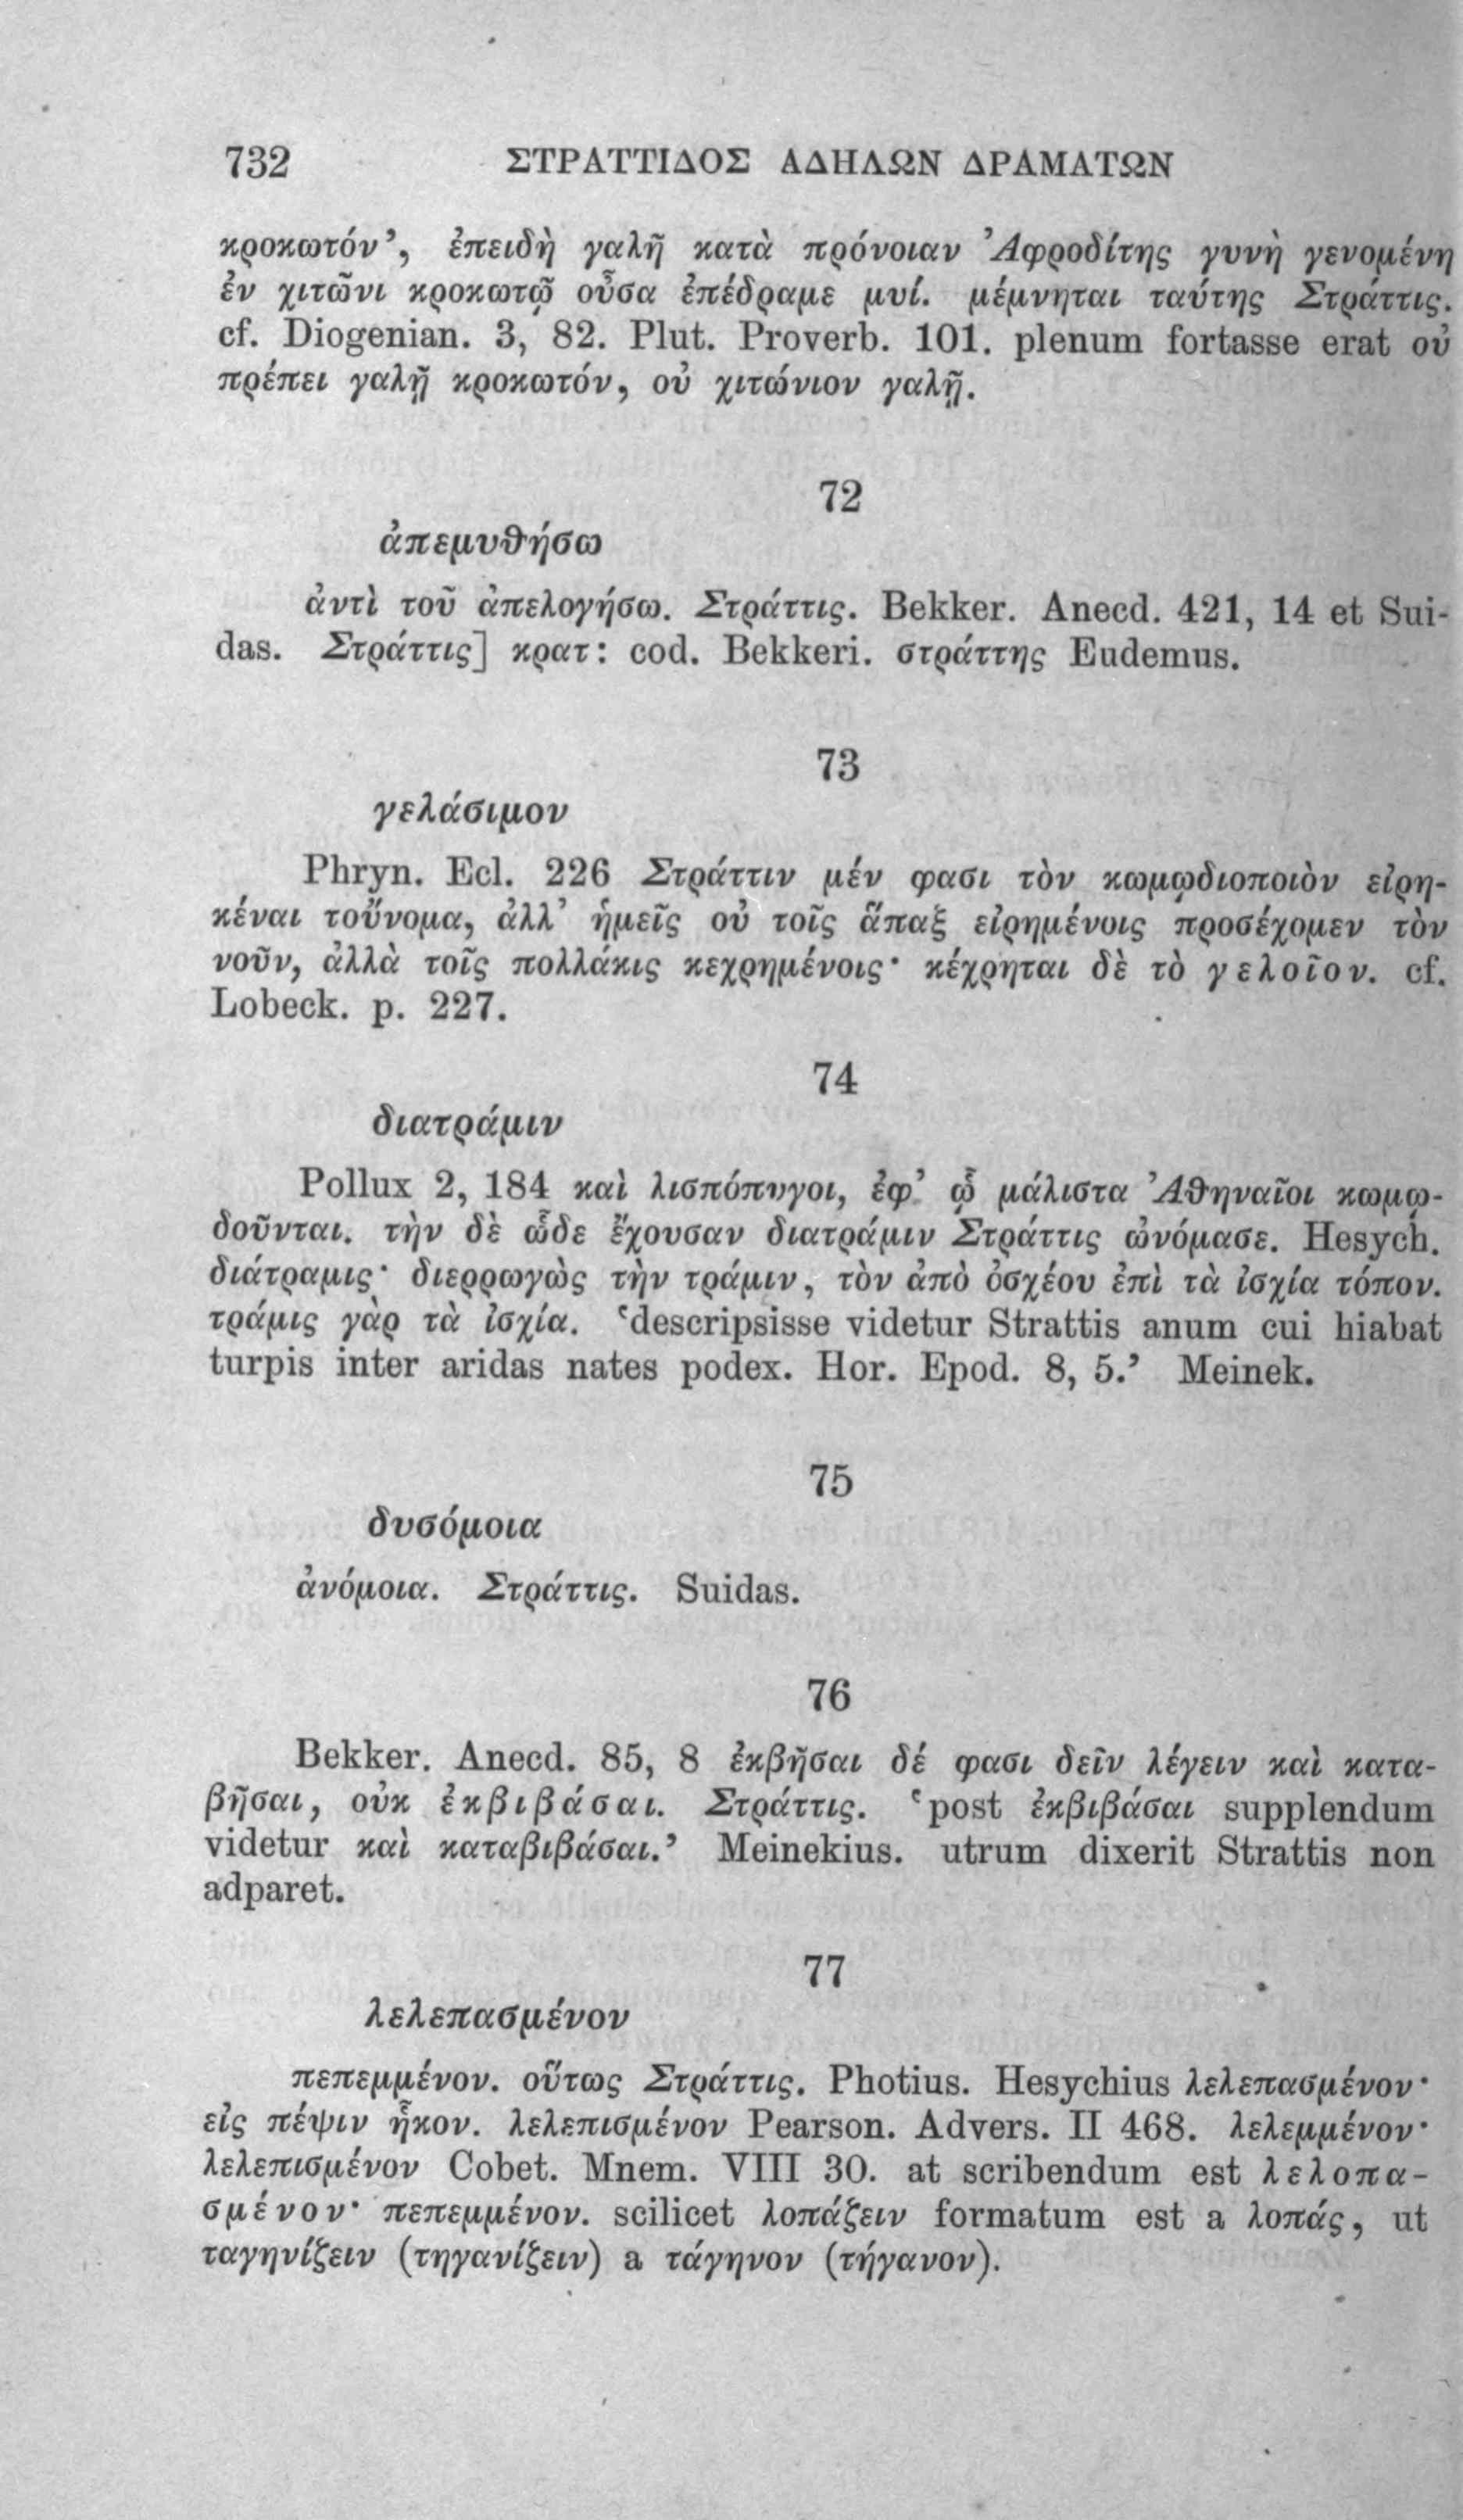 732 ΣΤΡΑΤΤΙΔΟΣ ΑΔΗΛΩΝ ΔΡΑΜΑΤΩΝ
κροκωτόν’, ἐπειδὴ γαλῆ κατὰ πρόνοιαν Ἀφροδίτης γυνὴ γενομένη
ἐν χιτῶνι κροκωτῷ οὖσα ἐπέδραμε μυί. μέμνηται ταύτης Στράττις.
cf. Diogenian. 3, 82. Plut. Proverb. 101. plenum fortasse erat οὐ
πρέπει γαλῇ κροκωτόν, οὐ χιτώνιον γαλῇ.
72
ἀπεμυθήσω
ἀντὶ τοῦ ἀπελογήσω. Στράττις. Bekker. Anecd. 421, 14 et Sui-
das. Στράττις] κρατ: cod. Bekkeri. στράττης Eudemus.
73
γελάσιμον
Phryn. Ecl. 226 Στράττιν μέν φασι τὸν κωμῳδιοποιὸν εἰρη-
κέναι τοὔνομα, ἀλλ’ ἡμεῖς οὐ τοῖς ἅπαξ εἰρημένοις προσέχομεν τὸν
νοῦν, ἀλλὰ τοῖς πολλάκις κεχρημένοις· κέχρηται δὲ τὸ γελοῖον. cf.
Lobeck. p. 227.
74
διατράμιν
Pollux 2, 184 καὶ λισπόπυγοι, ἐφ’ ᾧ μάλιστα Ἀθηναῖοι κωμῳ-
δοῦνται. τὴν δὲ ὧδε ἔχουσαν διατράμιν Στράττις ὠνόμασε. Hesych.
διάτραμις· διερρωγὼς τὴν τράμιν, τὸν ἀπὸ ὀσχέου ἐπὶ τὰ ἰσχία τόπον.
τράμις γὰρ τὰ ἰσχία. ‛descripsisse videtur Strattis anum cui hiabat
turpis inter aridas nates podex. Hor. Epod. 8, 5.’ Meinek.
75
δυσόμοια
ἀνόμοια. Στράττις. Suidas.
76
Bekker. Anecd. 85, 8 ἐκβῆσαι δέ φασι δεῖν λέγειν καὶ κατα-
βῆσαι, οὐκ ἐκβιβάσαι. Στράττις. ‛post ἐκβιβάσαι supplendum
videtur καὶ καταβιβάσαι.’ Meinekius. utrum dixerit Strattis non
adparet.
77
λελεπασμένον
πεπεμμένον. οὕτως Στράττις. Photius. Hesychius λελεπασμένον·
εἰς πέψιν ἧκον. λελεπισμένον Pearson. Advers. II 468. λελεμμένον·
λελεπισμένον Cobet. Mnem. VIII 30. at scribendum est λελοπα-
σμένον· πεπεμμένον. scilicet λοπάζειν formatum est a λοπάς, ut
ταγηνίζειν (τηγανίζειν) a τάγηνον (τήγανον).